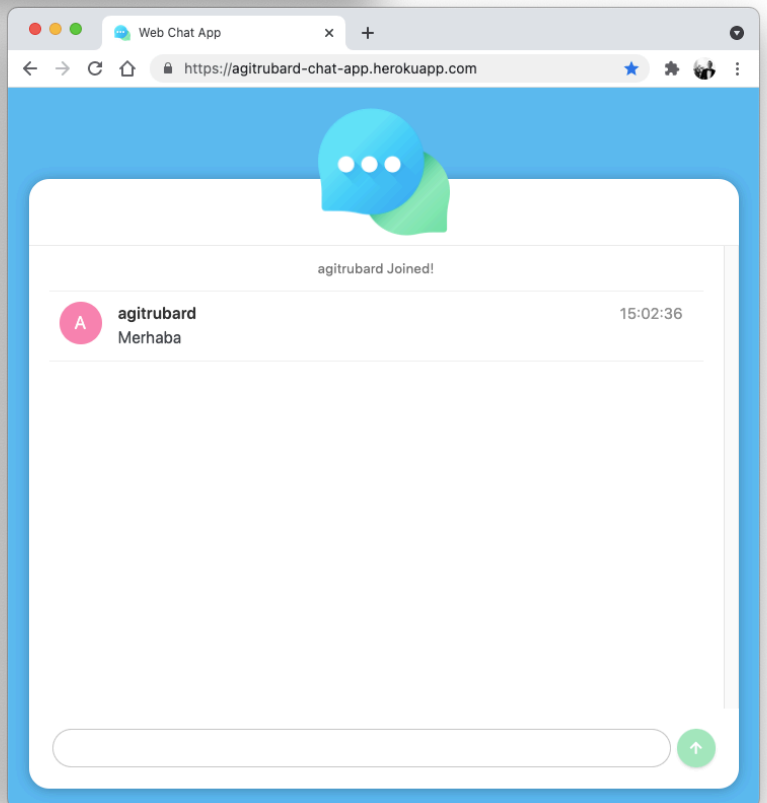 Web Chat App
https://agitrubard-chat-app.herokuapp.com
agitrubard Joined!
A
agitrubard
15:02:36
Merhaba